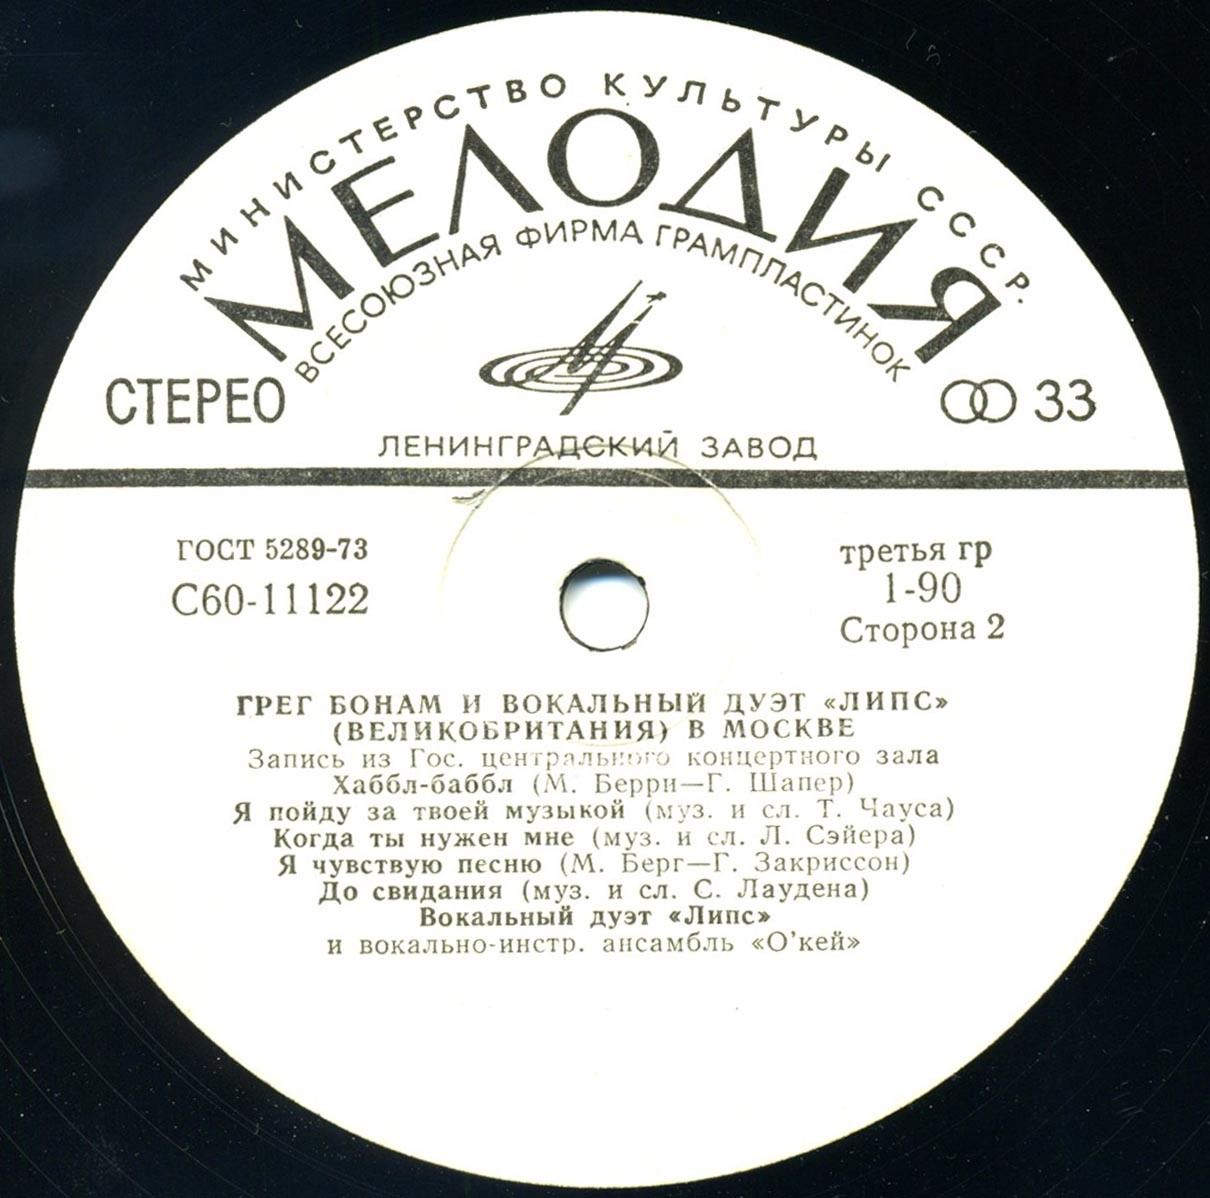 МИНИСТЕРСТВО КУЛЬТУРЫ СССР.
МЕЛОДИЯ
ВСЕСОЮЗНАЯ ФИРМА ГРАМПЛАСТИНОК
СТЕРЕО
33
ЛЕНИНГРАДСКИЙ ЗАВОД
ГОСТ 5289-73
С60-11122
третья гр
1-90
Сторона 2
ГРЕГ БОНАМ И ВОКАЛЬНЫЙ ДУЭТ «ЛИПС»
(ВЕЛИКОБРИТАНИЯ) В МОСКВЕ
Запись из Гос. центрального концертного зала
Хаббл-баббл (М. Берри—Г. Шапер)
Я пойду за твоей музыкой (муз. и сл. Т. Чауса)
Когда ты нужен мне (муз. и сл. Л. Сэйера)
Я чувствую песню (М. Берг—Г. Закриссон)
До свидания (муз. и сл. С. Лаудена)
Вокальный дуэт «Липс»
и вокально-инстр. ансамбль «О'кей»